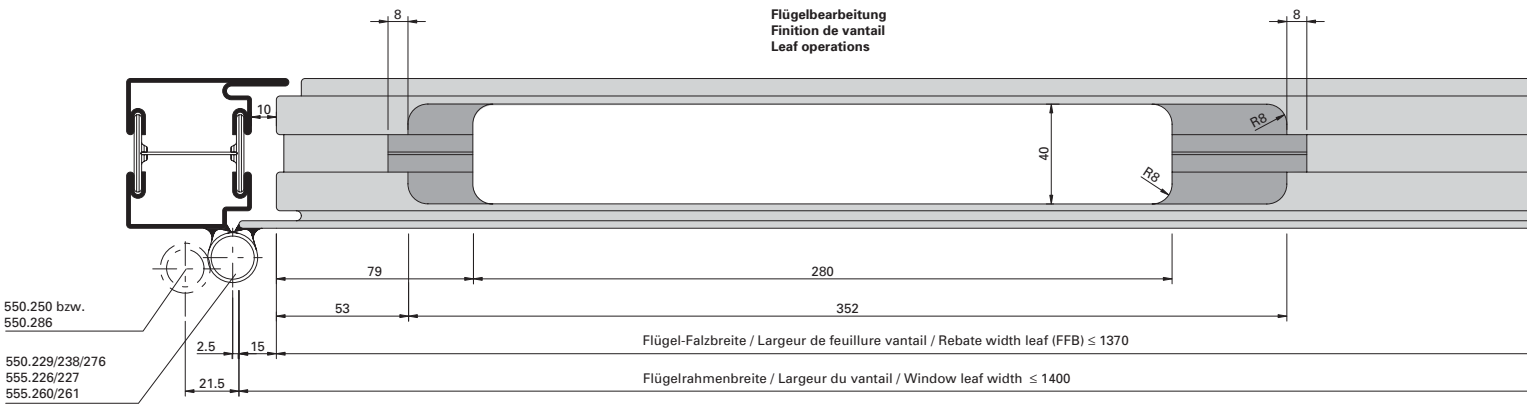 8
Flügelbearbeitung
Finition de vantail
Leaf operations
8
10
R8
40
R8
79
280
550.250 bzw.
550.286
53
352
2.5
15
Flügel-Falzbreite / Largeur de feuillure vantail / Rebate width leaf (FFB) ≤ 1370
550.229/238/276
555.226/227
555.260/261
21.5
Flügelrahmenbreite / Largeur du vantail / Window leaf width ≤ 1400